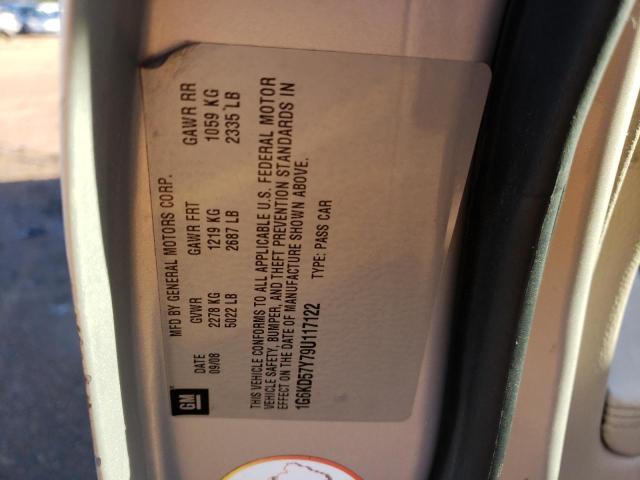 GM
MFD BY GENERAL MOTORS CORP.
DATE GVWR GAWR FRT GAWR RR
09/08 2278 KG 1219 KG 1059 KG
5022 LB 2687 LB 2335 LB
THIS VEHICLE CONFORMS TO ALL APPLICABLE U.S. FEDERAL MOTOR
VEHICLE SAFETY, BUMPER, AND THEFT PREVENTION STANDARDS IN
EFFECT ON THE DATE OF MANUFACTURE SHOWN ABOVE.
1G6KD57Y79U117122 TYPE: PASS CAR